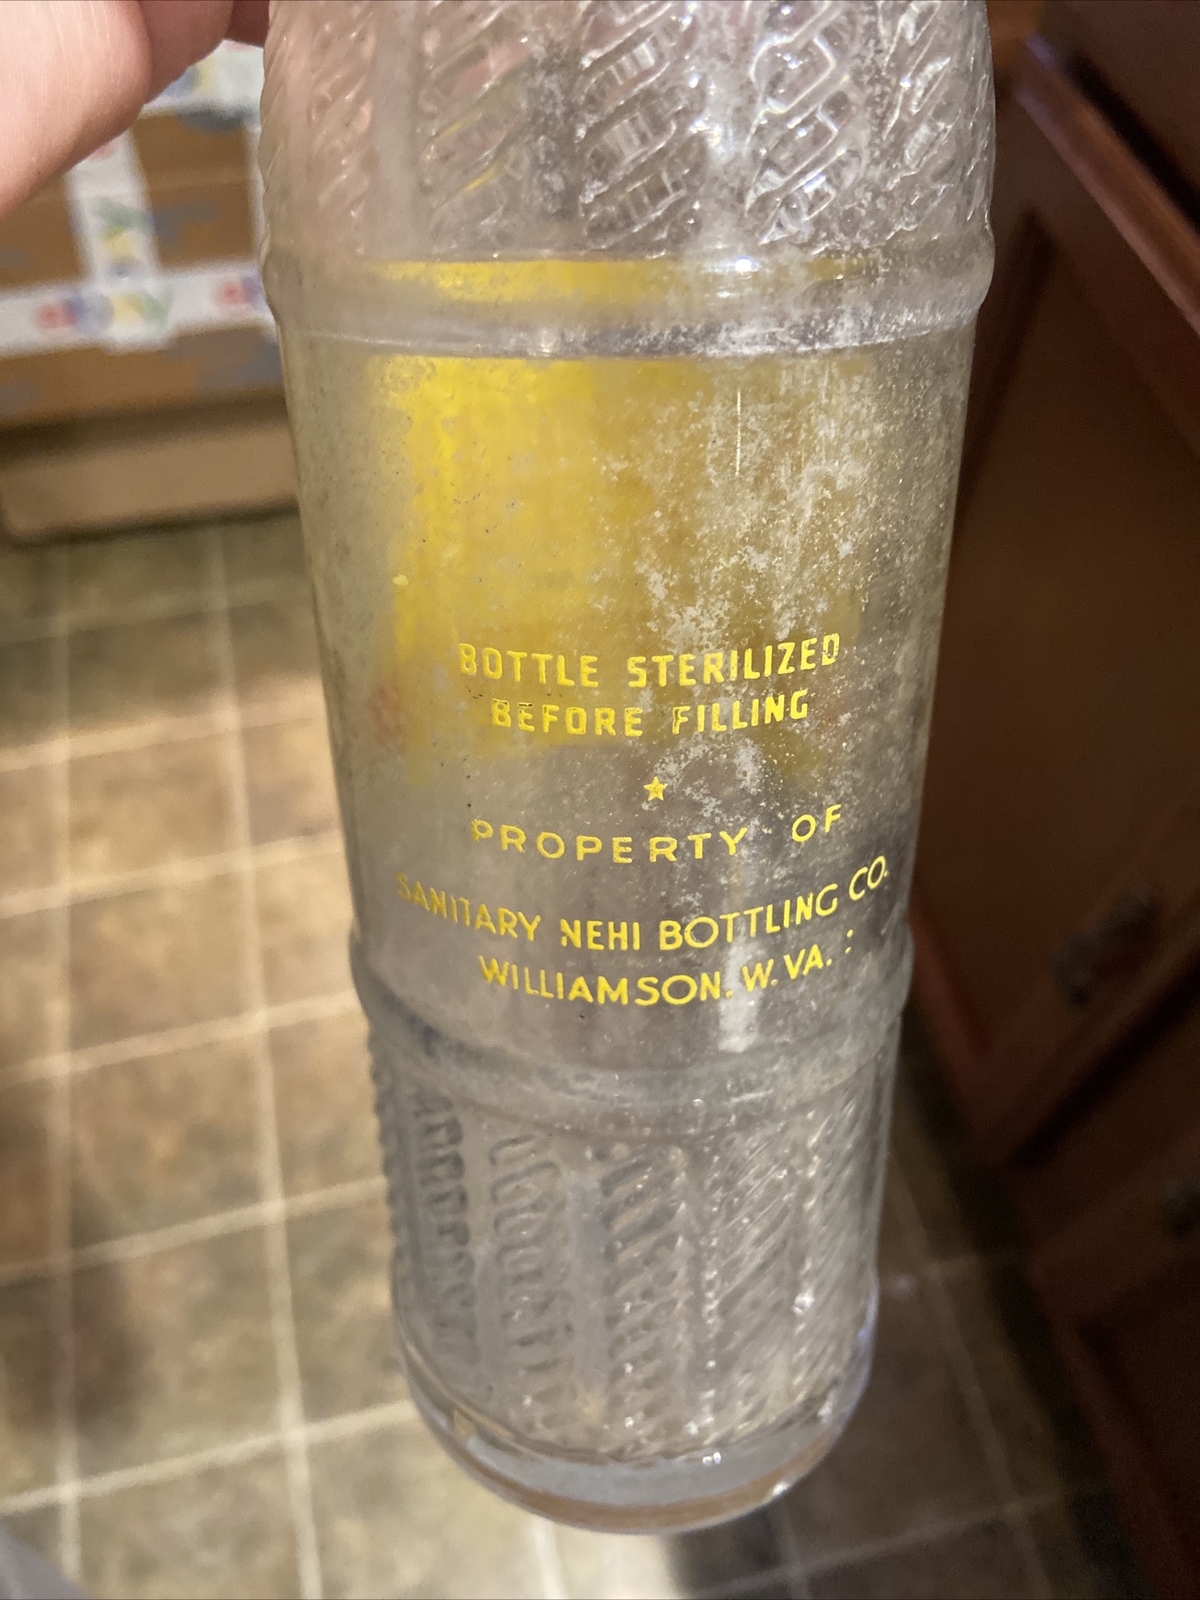 BOTTLE STERILIZED
BEFORE FILLING
★
PROPERTY OF
SANITARY NEHI BOTTLING CO.
WILLIAMSON, W. VA. :